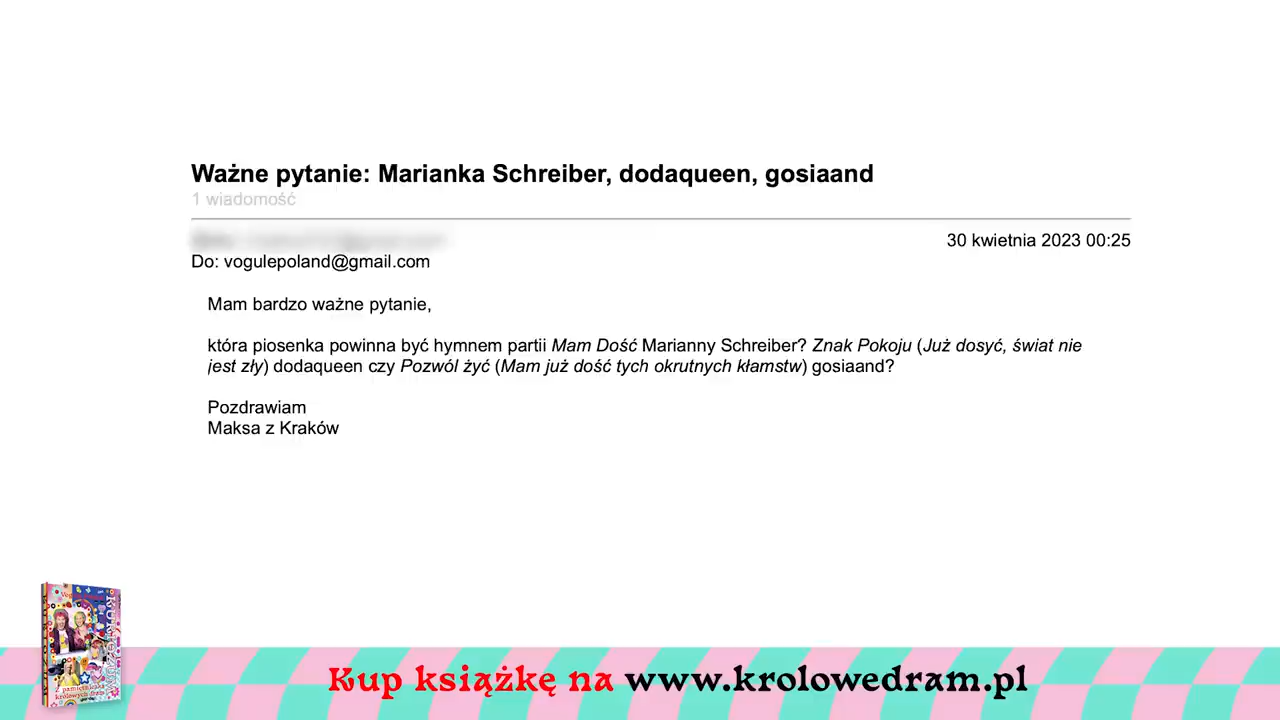 Ważne pytanie: Marianka Schreiber, dodaqueen, gosiaand
1 wiadomość
30 kwietnia 2023 00:25
Do: vogulepoland@gmail.com
Mam bardzo ważne pytanie,
która piosenka powinna być hymnem partii Mam Dość Marianny Schreiber? Znak Pokoju (Już dosyć, świat nie
jest zły) dodaqueen czy Pozwól żyć (Mam już dość tych okrutnych kłamstw) gosiaand?
Pozdrawiam
Maksa z Kraków
Z pamiętnika
królowych dram
Kup książkę na www.krolowedram.pl